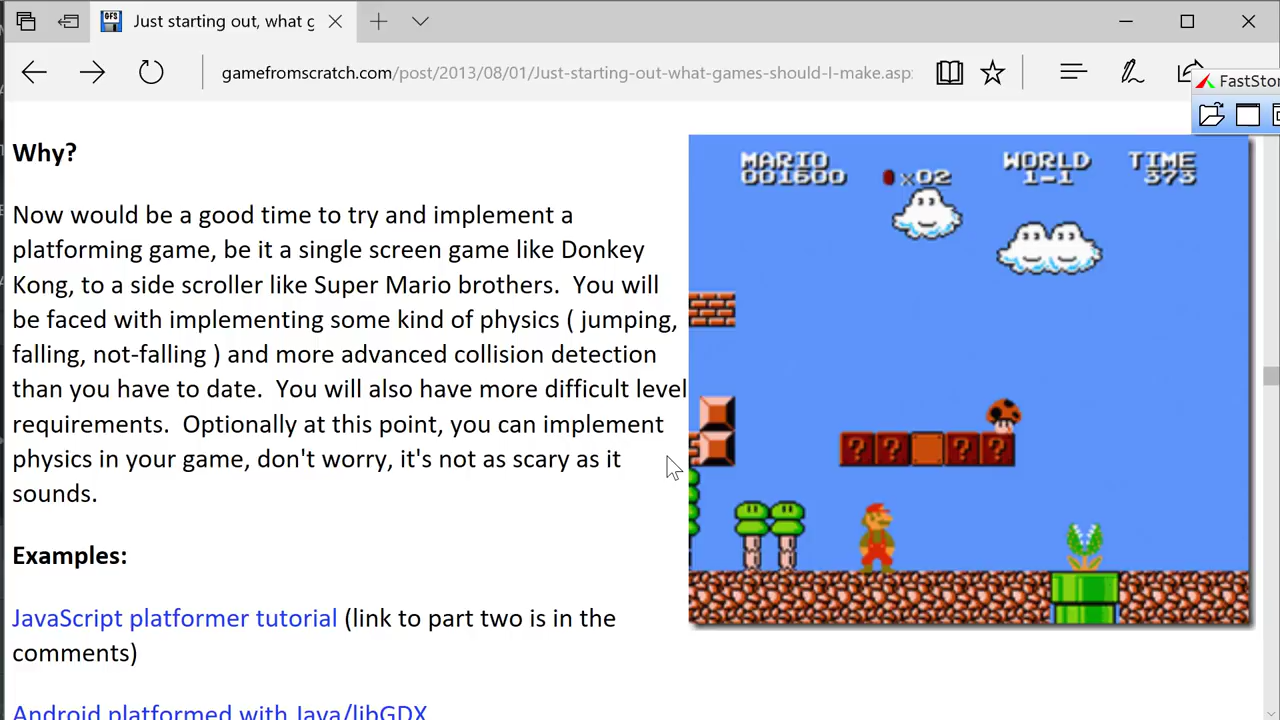 GFS
Just starting out, what g
gamefromscratch.com/post/2013/08/01/Just-starting-out-what-games-should-I-make.asp
FastSto
Why?
Now would be a good time to try and implement a
platforming game, be it a single screen game like Donkey
Kong, to a side scroller like Super Mario brothers.  You will
be faced with implementing some kind of physics ( jumping,
falling, not-falling ) and more advanced collision detection
than you have to date.  You will also have more difficult level
requirements.  Optionally at this point, you can implement
physics in your game, don't worry, it's not as scary as it
sounds.
MARIO WORLD TIME
001600 x02 1-1 373
? ? ? ?
Examples:
JavaScript platformer tutorial (link to part two is in the
comments)
Android platformed with Java/libGDX